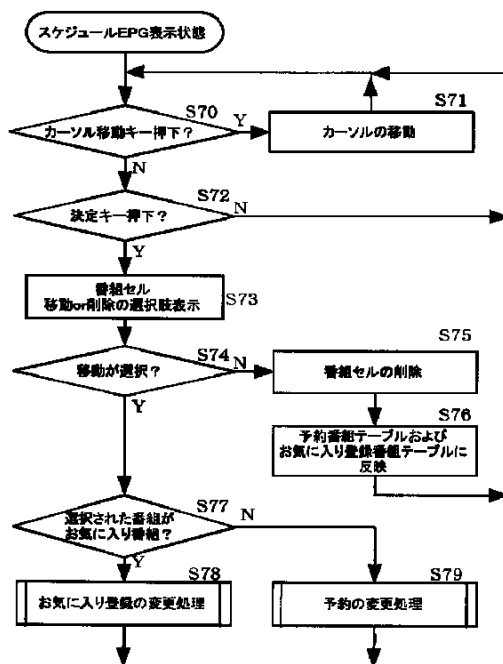 スケジュールEPG表示状態
S70
カーソル移動キー押下?
Y
S71
カーソルの移動
N
S72
決定キー押下?
N
Y
番組セル
移動or削除の選択肢表示
S73
S74
移動が選択?
N
Y
S75
番組セルの削除
S76
予約番組テーブルおよび
お気に入り登録番組テーブルに
反映
S77
選択された番組が
お気に入り番組?
N
Y
S78
お気に入り登録の変更処理
S79
予約の変更処理